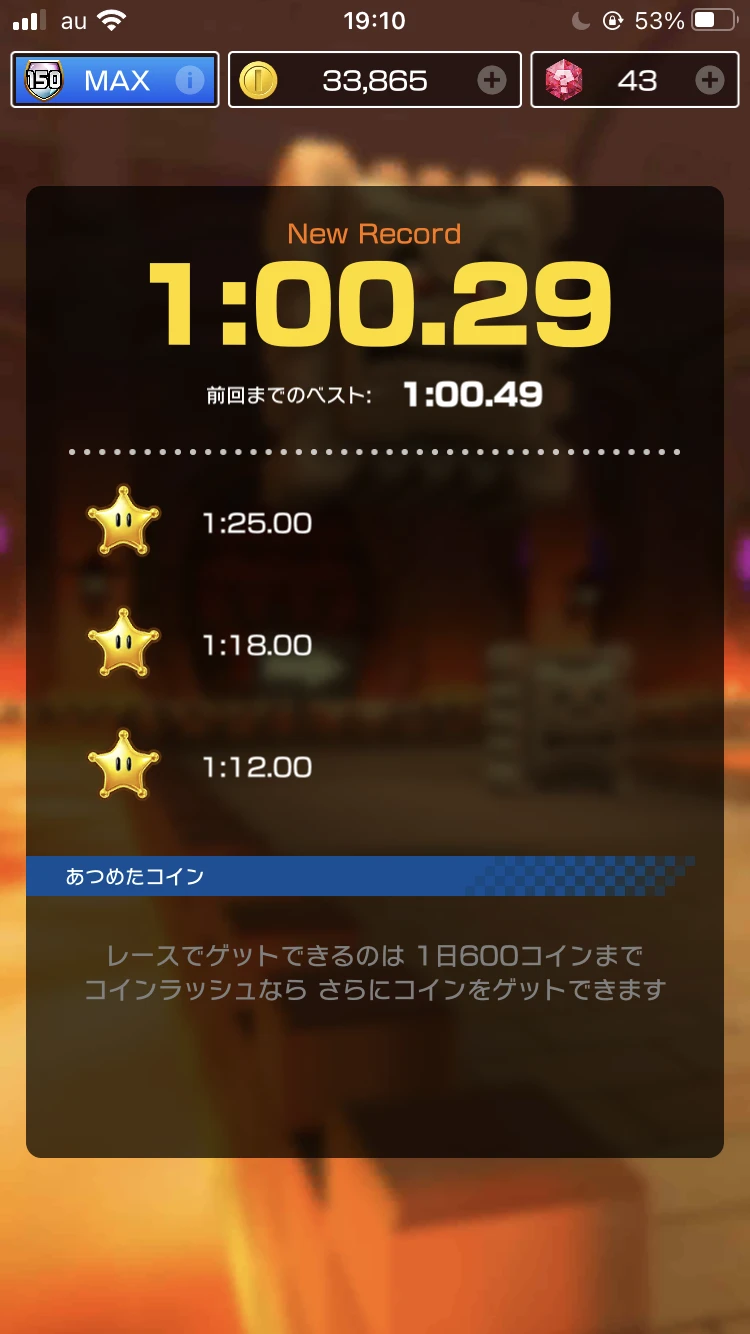 au 19:10 53%
150 MAX i 33,865 + ? 43 +
New Record
1:00.29
前回までのベスト: 1:00.49
1:25.00
1:18.00
1:12.00
あつめたコイン
レースでゲットできるのは 1日600コインまで
コインラッシュなら さらにコインをゲットできます